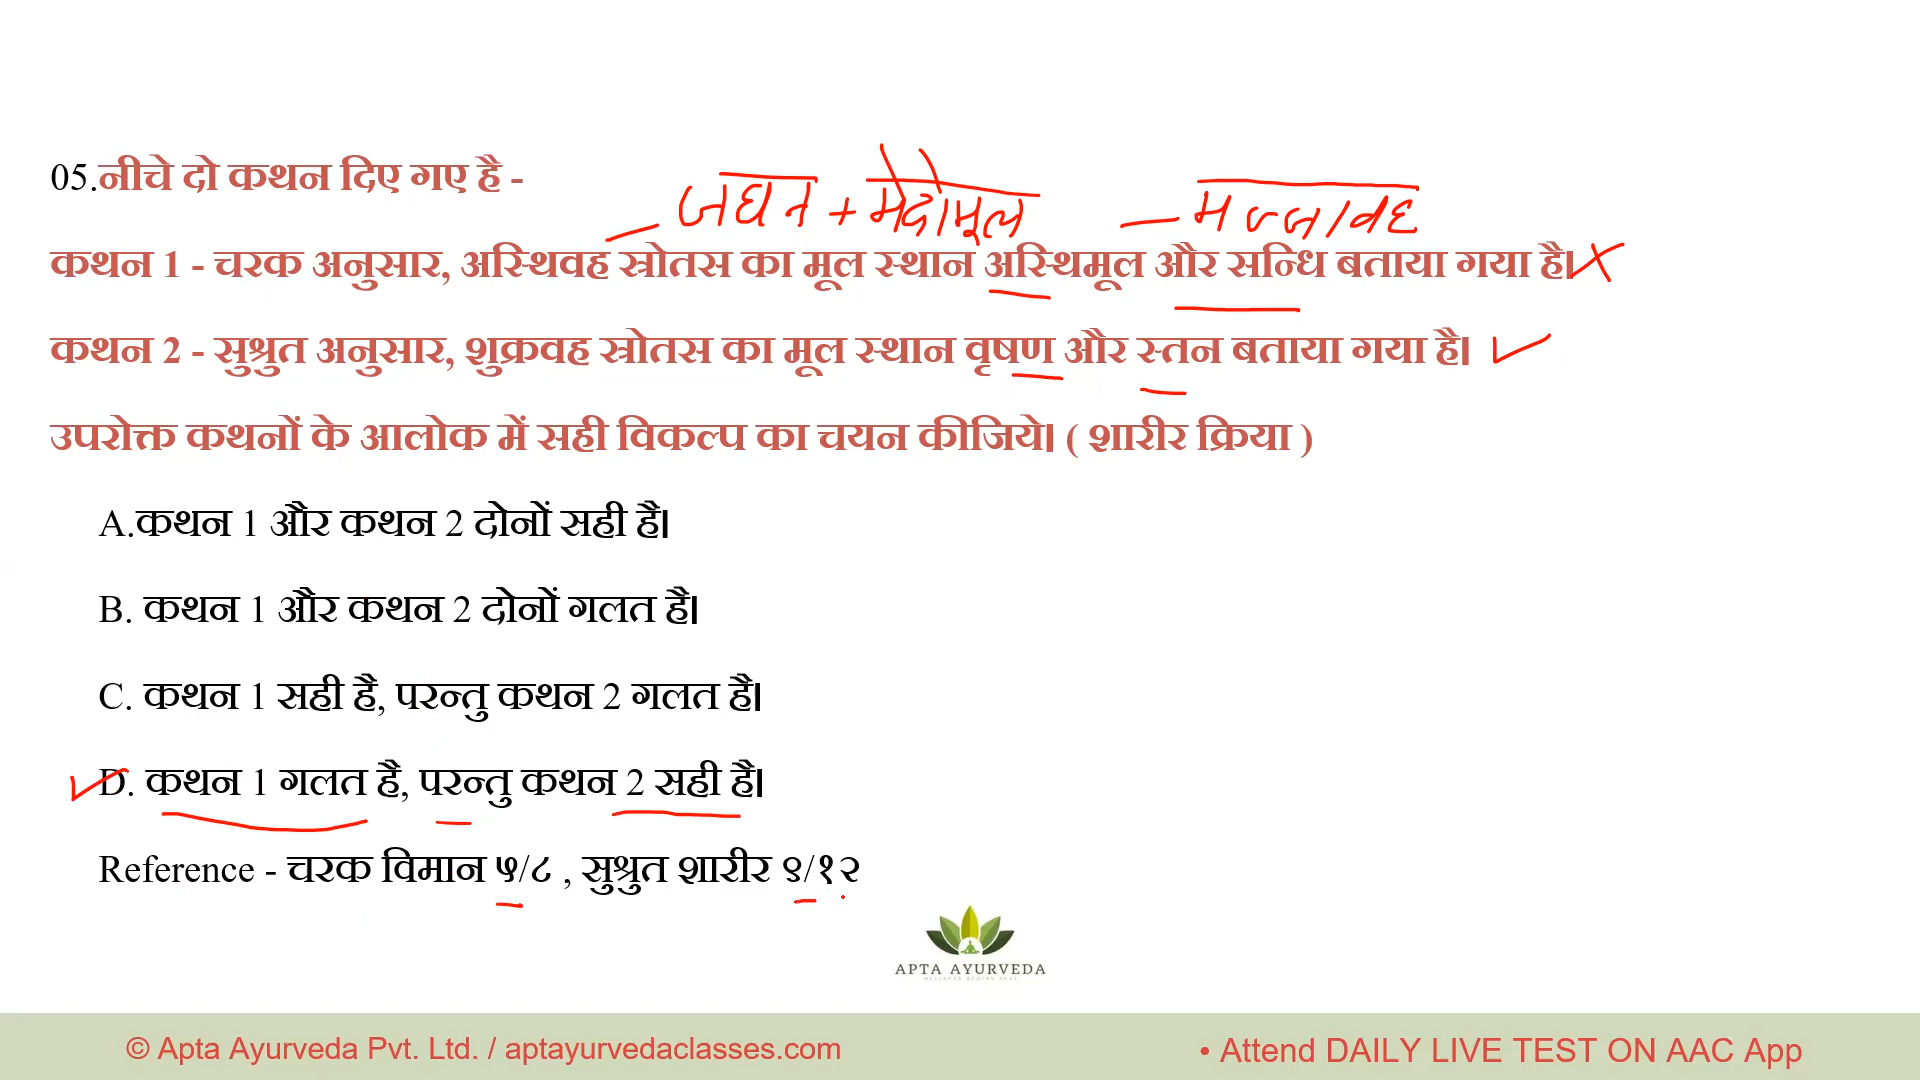 05.नीचे दो कथन दिए गए है -
जघन + मेदोमूल
मज्जावह
कथन 1 - चरक अनुसार, अस्थिवह स्रोतस का मूल स्थान अस्थिमूल और सन्धि बताया गया है।
कथन 2 - सुश्रुत अनुसार, शुक्रवह स्रोतस का मूल स्थान वृषण और स्तन बताया गया है।
उपरोक्त कथनों के आलोक में सही विकल्प का चयन कीजिये। ( शारीर क्रिया )
A.कथन 1 और कथन 2 दोनों सही है।
B. कथन 1 और कथन 2 दोनों गलत है।
C. कथन 1 सही है, परन्तु कथन 2 गलत है।
D. कथन 1 गलत है, परन्तु कथन 2 सही है।
Reference - चरक विमान ५/८ , सुश्रुत शारीर ९/१२
APTA AYURVEDA
© Apta Ayurveda Pvt. Ltd. / aptayurvedaclasses.com
• Attend DAILY LIVE TEST ON AAC App